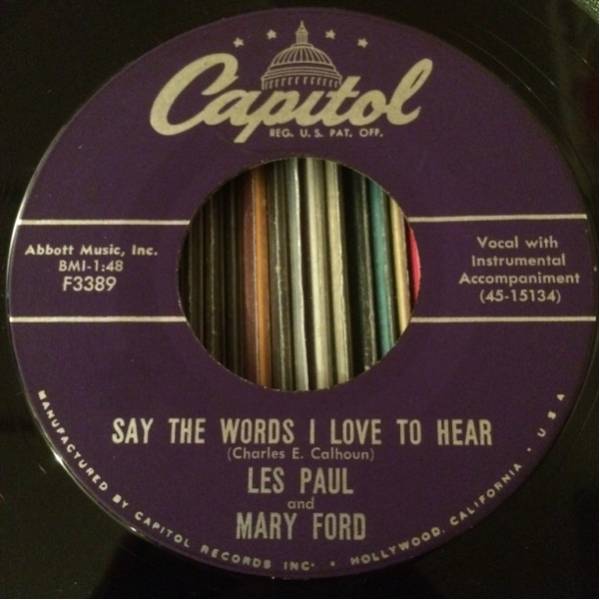 Capitol
REG. U.S. PAT. OFF.
Abbott Music, Inc.
BMI-1:48
F3389
Vocal with
Instrumental
Accompaniment
(45-15134)
SAY THE WORDS I LOVE TO HEAR
(Charles E. Calhoun)
LES PAUL
and
MARY FORD
MANUFACTURED BY CAPITOL RECORDS INC• • HOLLYWOOD, CALIFORNIA • USA